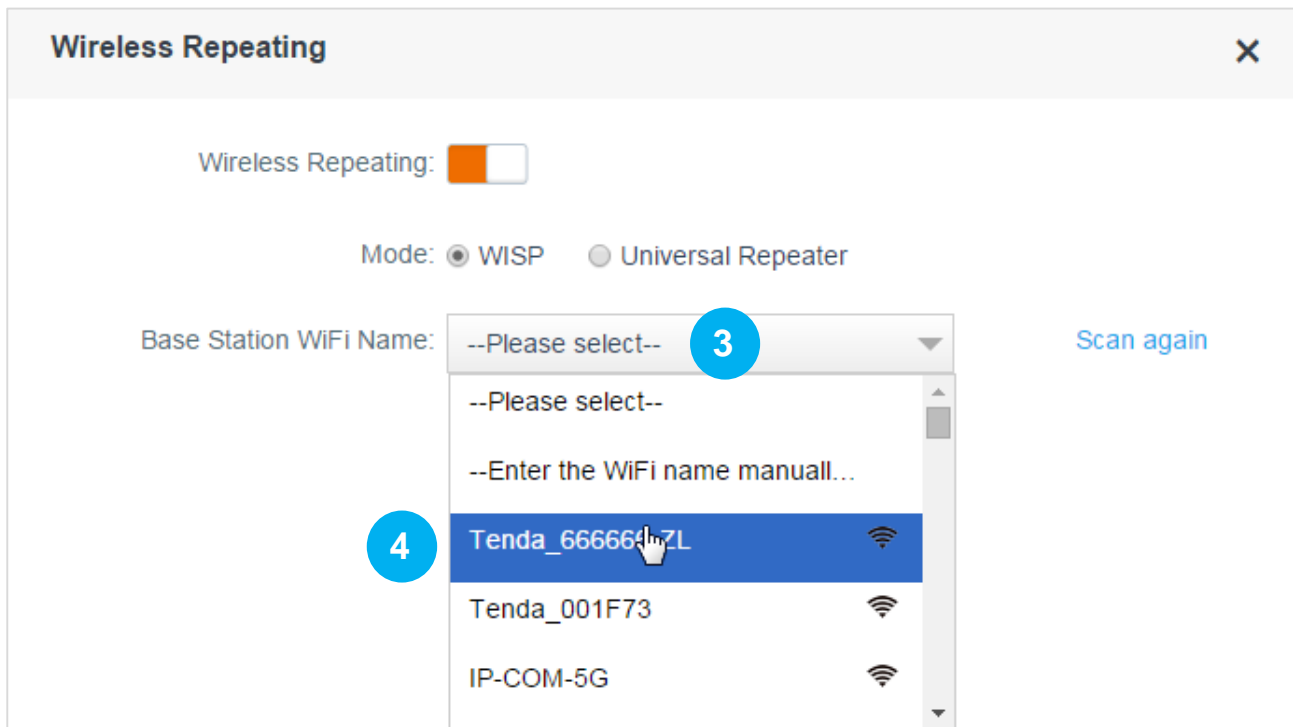 Wireless Repeating
Wireless Repeating:
Mode: WISP Universal Repeater
Base Station WiFi Name: --Please select-- 3 Scan again
--Please select--
--Enter the WiFi name manuall...
4 ZL
Tenda_001F73
IP-COM-5G